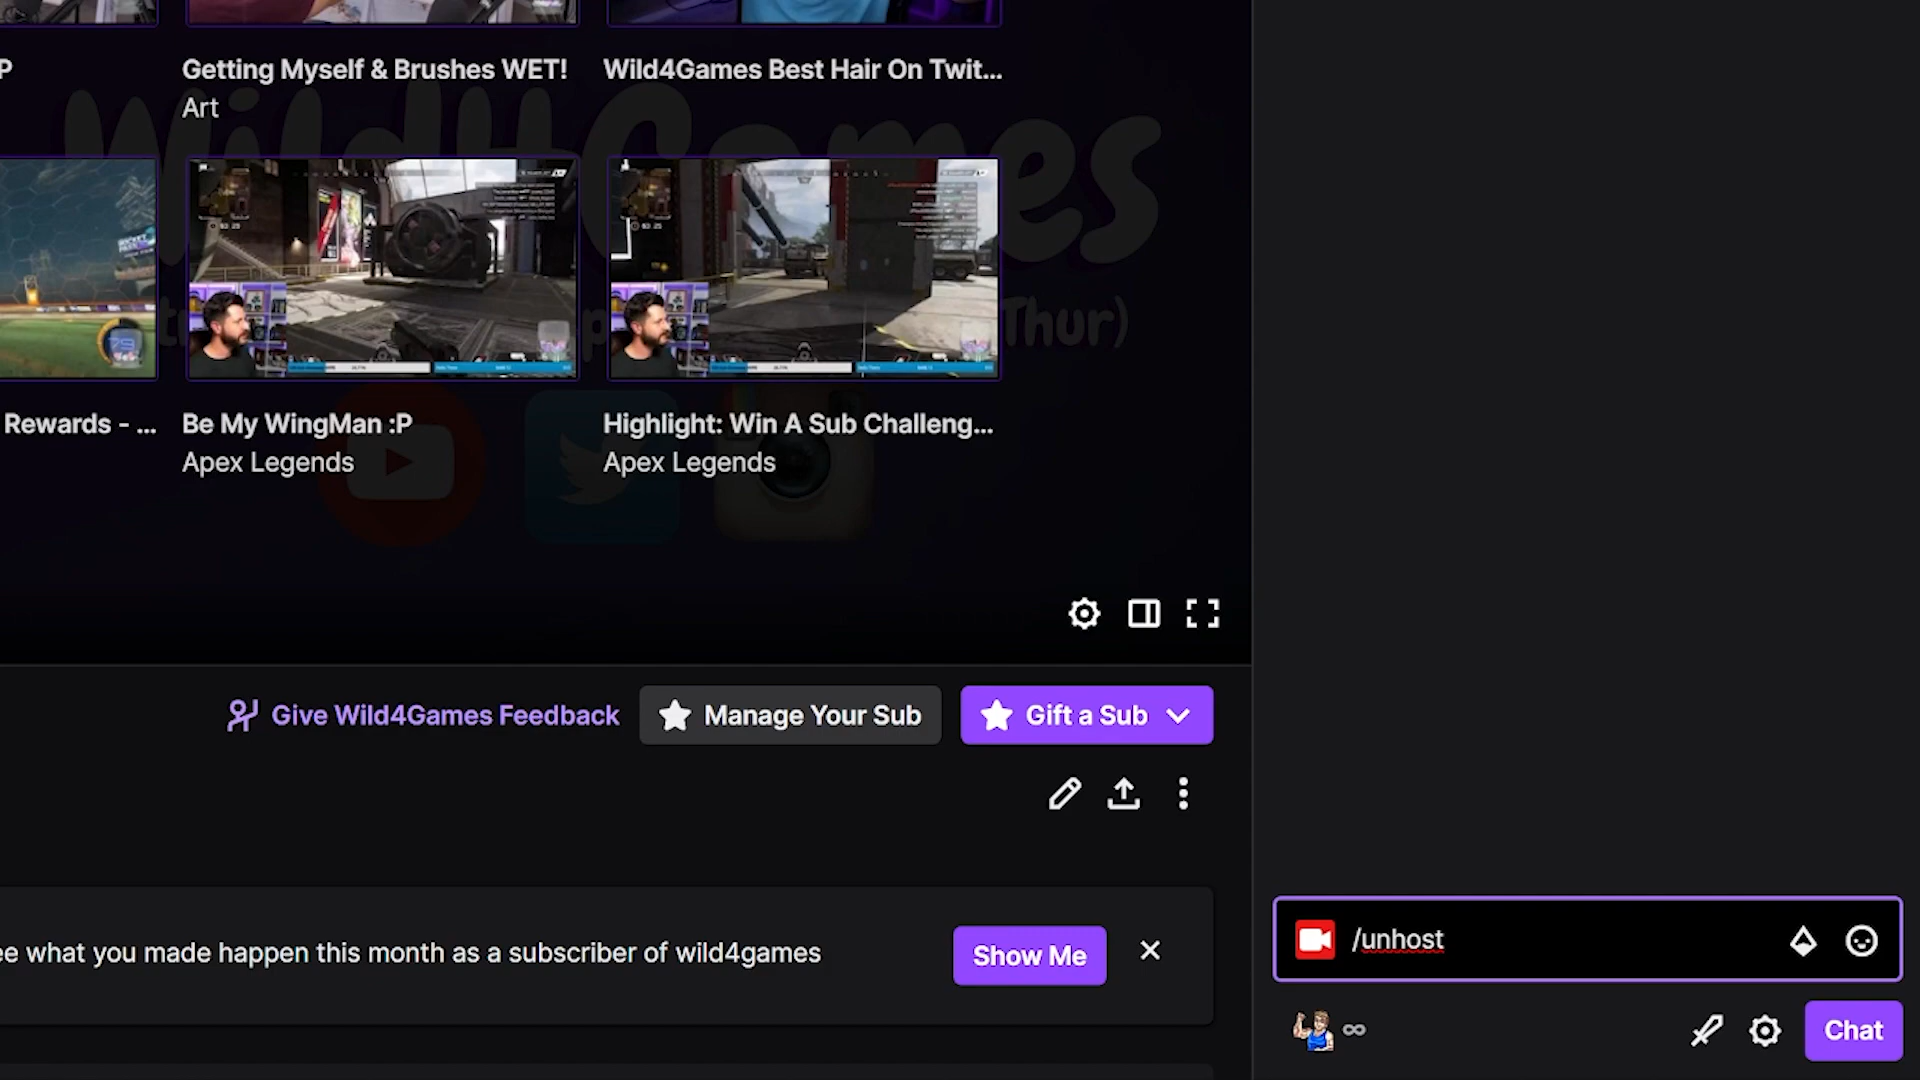 P
Getting Myself & Brushes WET!
Wild4Games Best Hair On Twit...
Art
Wild4Games
Thur)
Rewards - ...
Be My WingMan :P
Highlight: Win A Sub Challeng...
Apex Legends
Apex Legends
Give Wild4Games Feedback
Manage Your Sub
Gift a Sub
ee what you made happen this month as a subscriber of wild4games
Show Me
/unhost
∞
Chat